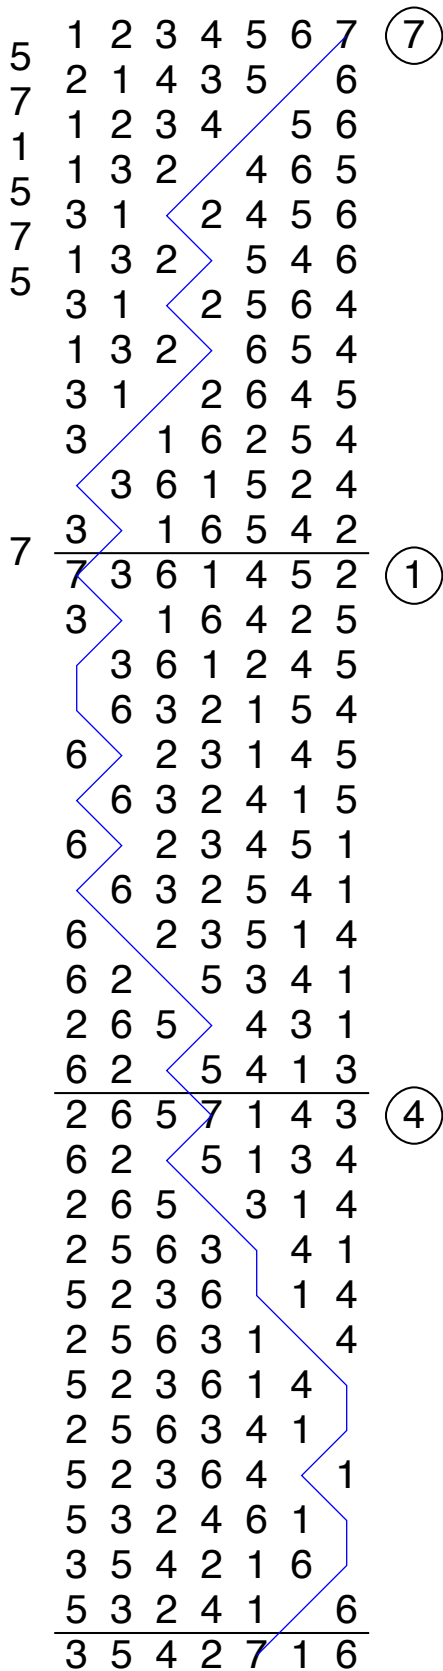 1 2 3 4 5 6 7 7
5
2 1 4 3 5 6
7
1 2 3 4 5 6
1
1 3 2 4 6 5
5
3 1 2 4 5 6
7
1 3 2 5 4 6
5
3 1 2 5 6 4
1 3 2 6 5 4
3 1 2 6 4 5
3 1 6 2 5 4
3 6 1 5 2 4
3 1 6 5 4 2
7
7 3 6 1 4 5 2 1
3 1 6 4 2 5
3 6 1 2 4 5
6 3 2 1 5 4
6 2 3 1 4 5
6 3 2 4 1 5
6 2 3 4 5 1
6 3 2 5 4 1
6 2 3 5 1 4
6 2 5 3 4 1
2 6 5 4 3 1
6 2 5 4 1 3
2 6 5 7 1 4 3 4
6 2 5 1 3 4
2 6 5 3 1 4
2 5 6 3 4 1
5 2 3 6 1 4
2 5 6 3 1 4
5 2 3 6 1 4
2 5 6 3 4 1
5 2 3 6 4 1
5 3 2 4 6 1
3 5 4 2 1 6
5 3 2 4 1 6
3 5 4 2 7 1 6